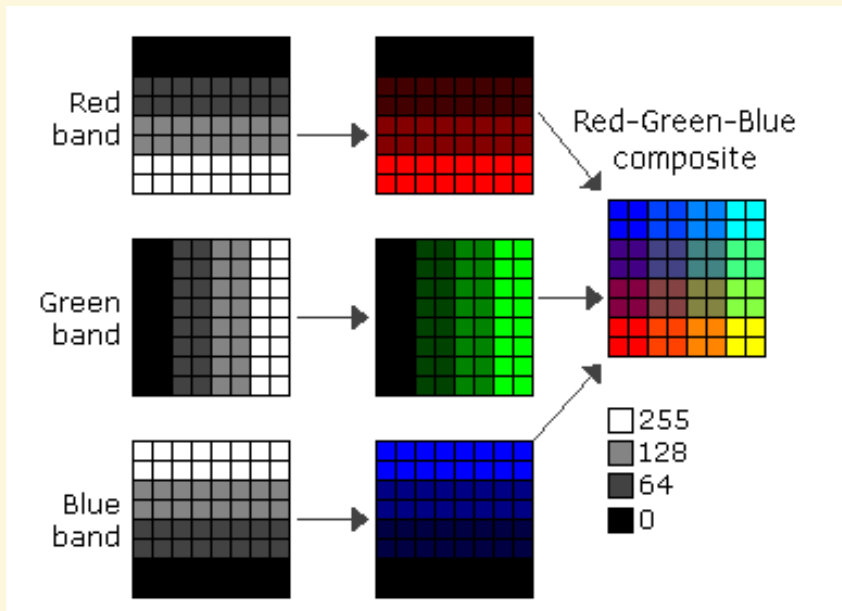 Red
band
Red-Green-Blue
composite
Green
band
255
128
64
0
Blue
band